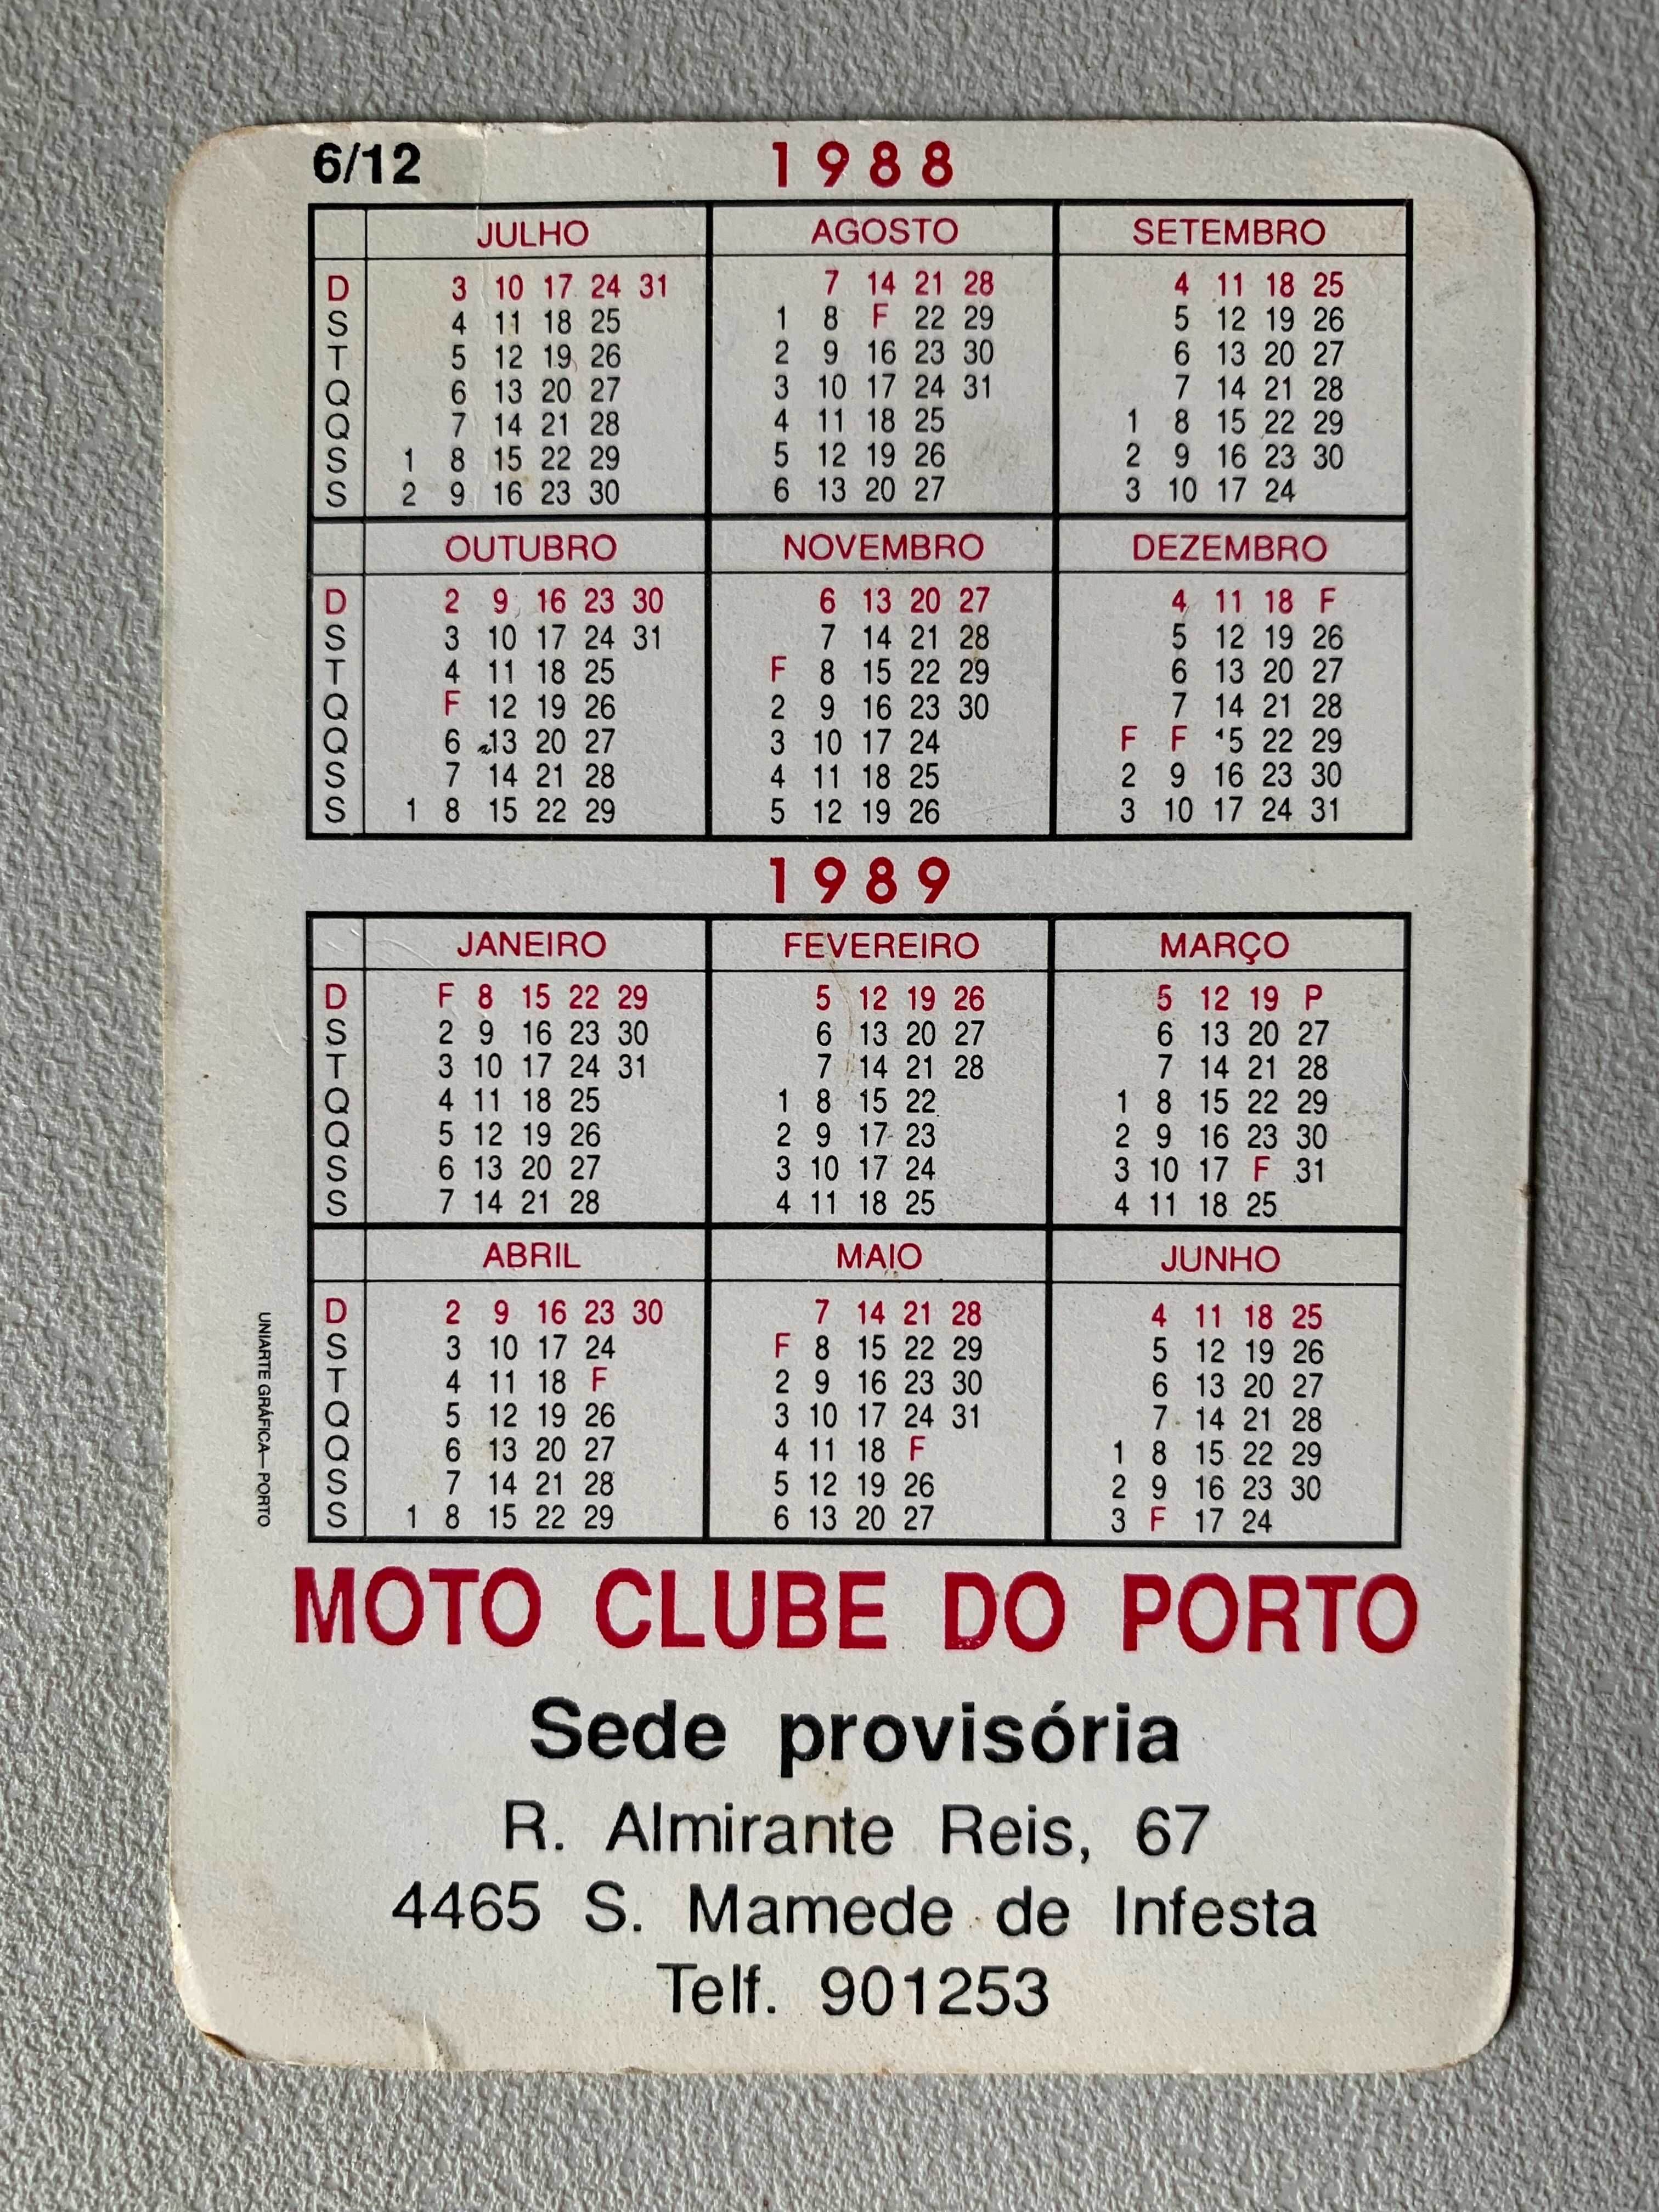 6/12 1988
JULHO AGOSTO SETEMBRO
D 3 10 17 24 31 7 14 21 28 4 11 18 25
S 4 11 18 25 1 8 F 22 29 5 12 19 26
T 5 12 19 26 2 9 16 23 30 6 13 20 27
Q 6 13 20 27 3 10 17 24 31 7 14 21 28
Q 7 14 21 28 4 11 18 25 1 8 15 22 29
S 1 8 15 22 29 5 12 19 26 2 9 16 23 30
S 2 9 16 23 30 6 13 20 27 3 10 17 24
OUTUBRO NOVEMBRO DEZEMBRO
D 2 9 16 23 30 6 13 20 27 4 11 18 F
S 3 10 17 24 31 7 14 21 28 5 12 19 26
T 4 11 18 25 F 8 15 22 29 6 13 20 27
Q F 12 19 26 2 9 16 23 30 7 14 21 28
Q 6 13 20 27 3 10 17 24 F F 15 22 29
S 7 14 21 28 4 11 18 25 2 9 16 23 30
S 1 8 15 22 29 5 12 19 26 3 10 17 24 31
1989
JANEIRO FEVEREIRO MARÇO
D F 8 15 22 29 5 12 19 26 5 12 19 P
S 2 9 16 23 30 6 13 20 27 6 13 20 27
T 3 10 17 24 31 7 14 21 28 7 14 21 28
Q 4 11 18 25 1 8 15 22 1 8 15 22 29
Q 5 12 19 26 2 9 17 23 2 9 16 23 30
S 6 13 20 27 3 10 17 24 3 10 17 F 31
S 7 14 21 28 4 11 18 25 4 11 18 25
ABRIL MAIO JUNHO
D 2 9 16 23 30 7 14 21 28 4 11 18 25
S 3 10 17 24 F 8 15 22 29 5 12 19 26
T 4 11 18 F 2 9 16 23 30 6 13 20 27
Q 5 12 19 26 3 10 17 24 31 7 14 21 28
Q 6 13 20 27 4 11 18 F 1 8 15 22 29
S 7 14 21 28 5 12 19 26 2 9 16 23 30
S 1 8 15 22 29 6 13 20 27 3 F 17 24
UNIARTE GRÁFICA—PORTO
MOTO CLUBE DO PORTO
Sede provisória
R. Almirante Reis, 67
4465 S. Mamede de Infesta
Telf. 901253